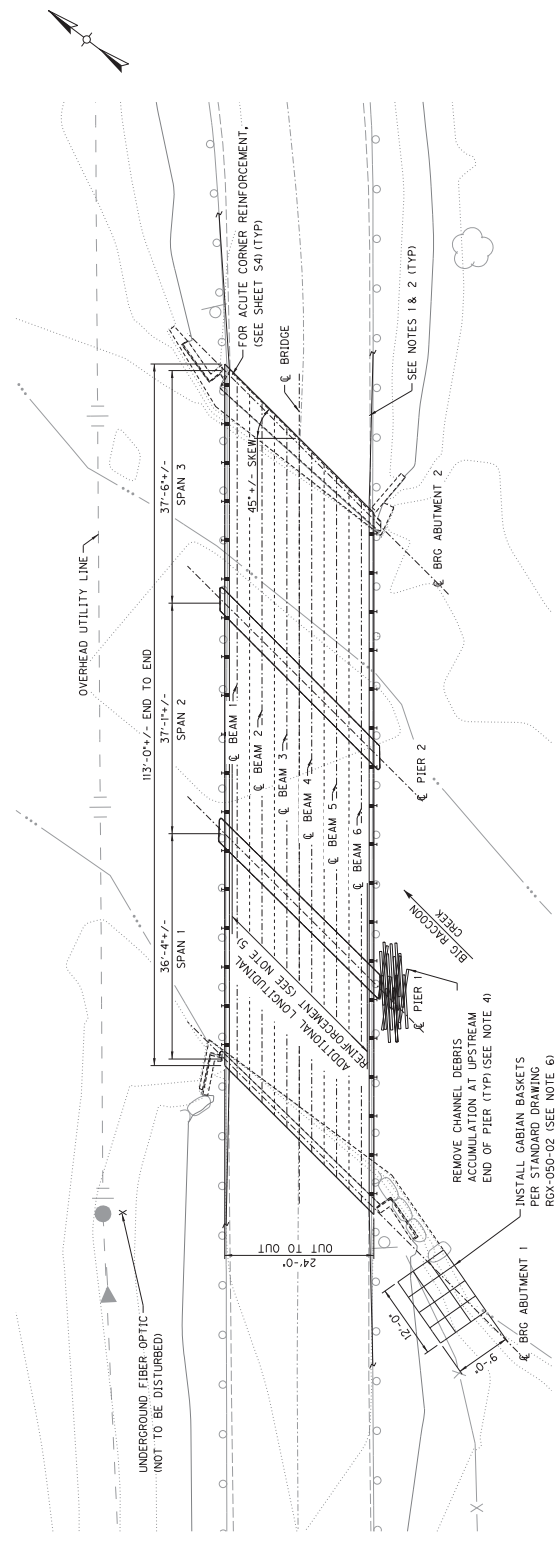 OVERHEAD UTILITY LINE
UNDERGROUND FIBER OPTIC
(NOT TO BE DISTURBED)
113'-0"+/- END TO END
36'-4"+/-
SPAN 1
37'-1"+/-
SPAN 2
37'-6"+/-
SPAN 3
FOR ACUTE CORNER REINFORCEMENT,
(SEE SHEET S4)(TYP)
℄ BRIDGE
45°+/- SKEW
℄ BEAM 1
℄ BEAM 2
℄ BEAM 3
℄ BEAM 4
℄ BEAM 5
℄ BEAM 6
ADDITIONAL LONGITUDINAL
REINFORCEMENT (SEE NOTE 5)
24'-0"
OUT TO OUT
SEE NOTES 1 & 2 (TYP)
℄ BRG ABUTMENT 2
℄ PIER 2
BIG RACCOON
CREEK
℄ PIER 1
REMOVE CHANNEL DEBRIS
ACCUMULATION AT UPSTREAM
END OF PIER (TYP)(SEE NOTE 4)
INSTALL GABIAN BASKETS
PER STANDARD DRAWING
RGX-050-02 (SEE NOTE 6)
12'-0"
9'-0"
℄ BRG ABUTMENT 1
X
X
X